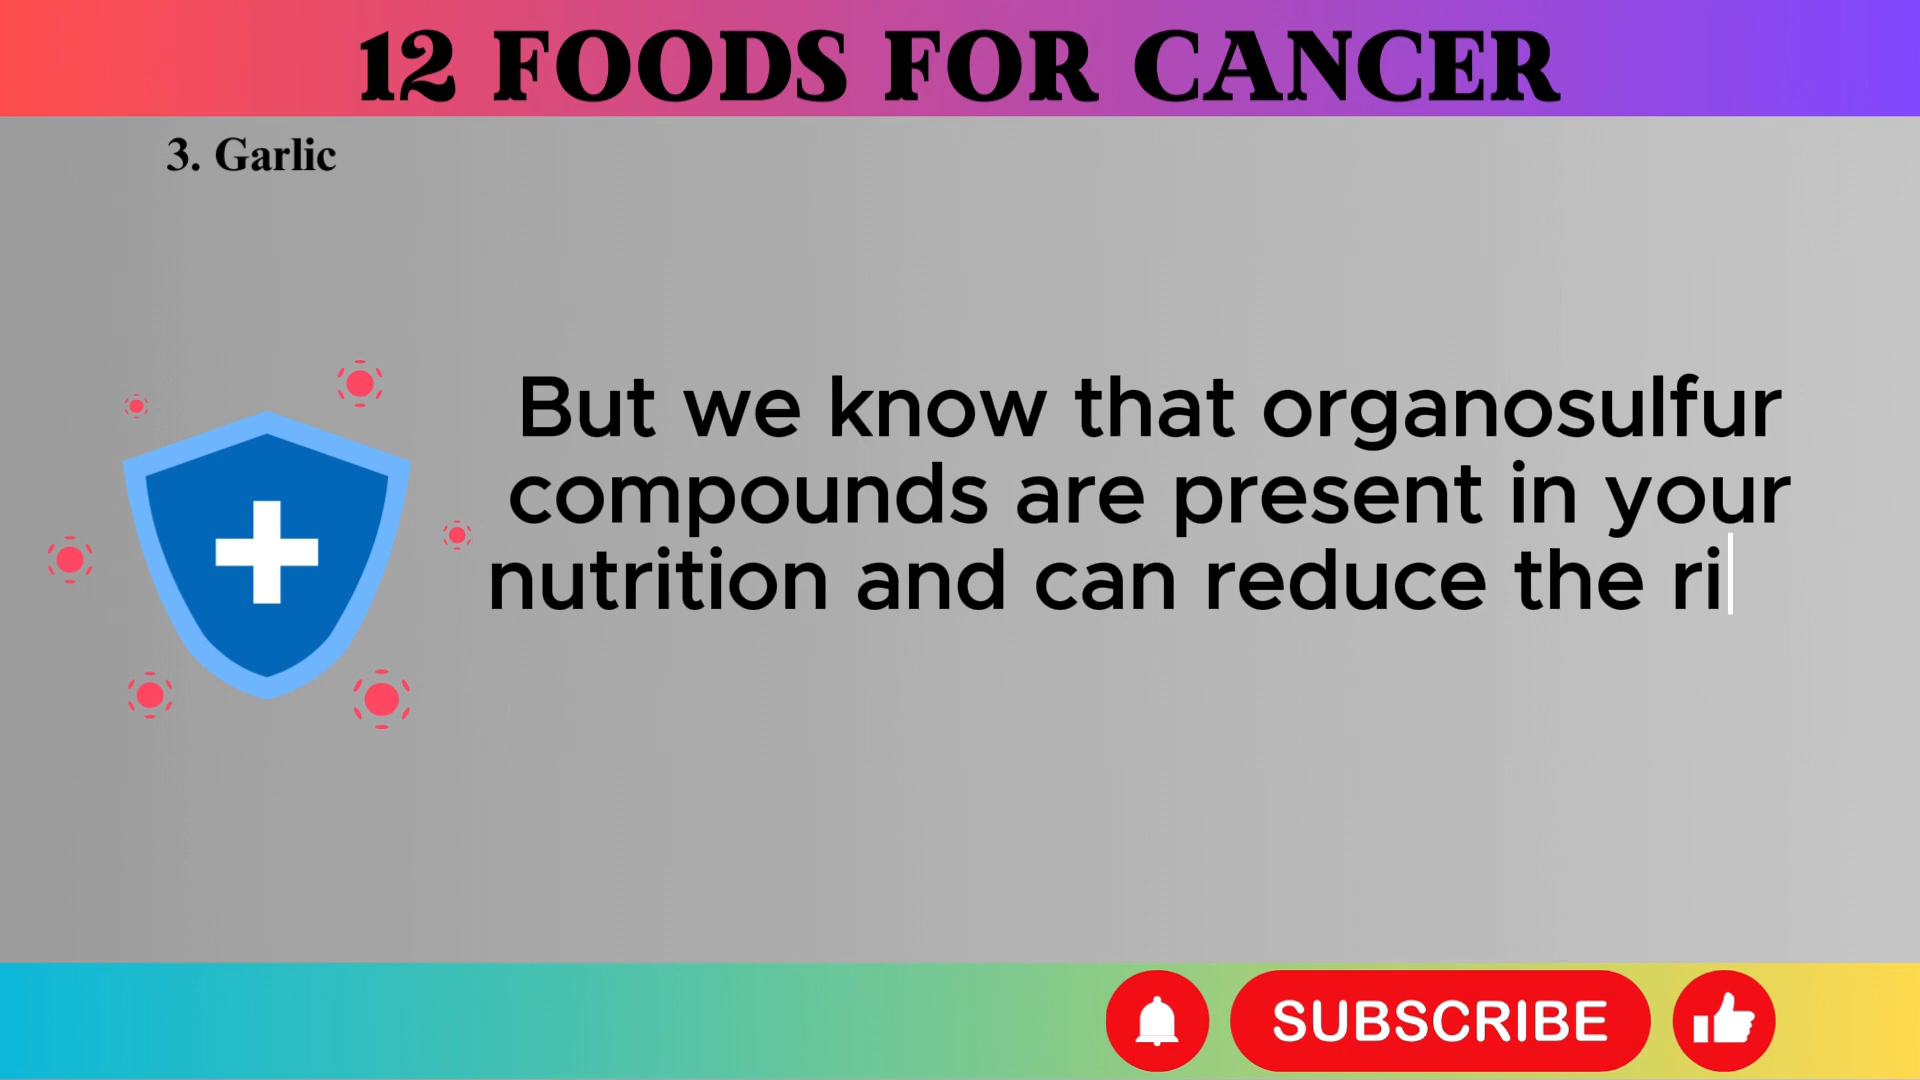 12 FOODS FOR CANCER
3. Garlic
But we know that organosulfur
compounds are present in your
nutrition and can reduce the ri
SUBSCRIBE